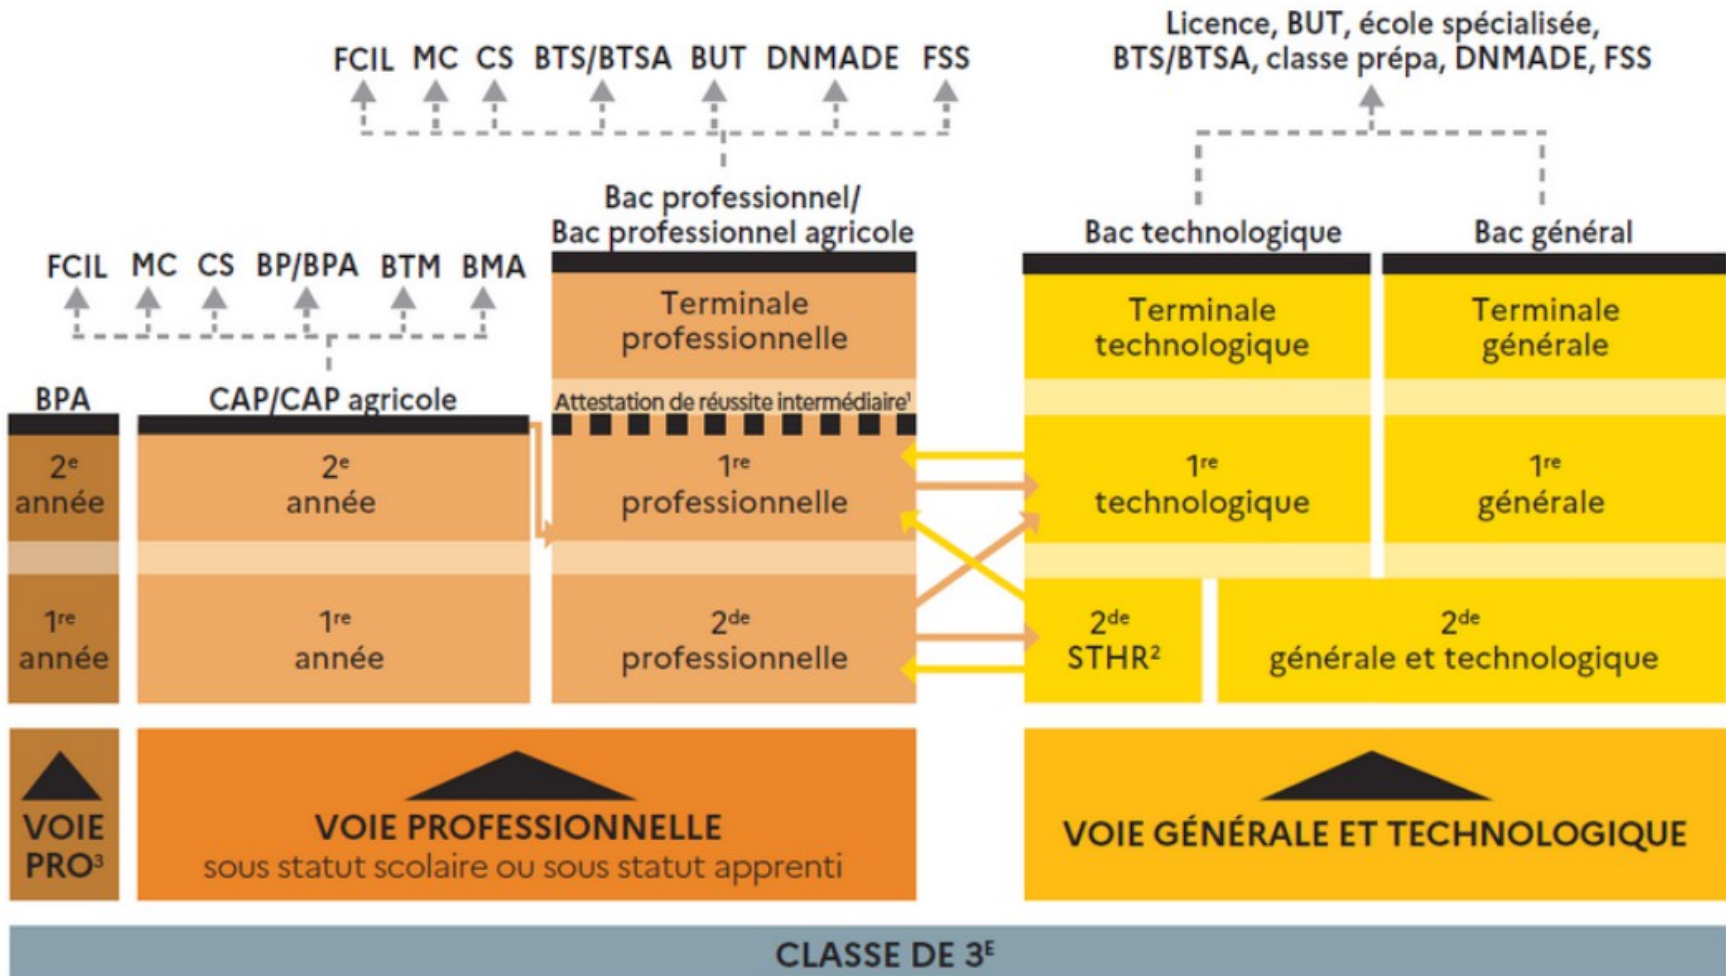 Licence, BUT, école spécialisée,
BTS/BTSA, classe prépa, DNMADE, FSS
FCIL MC CS BTS/BTSA BUT DNMADE FSS
Bac professionnel/
Bac professionnel agricole
Bac technologique
Bac général
FCIL MC CS BP/BPA BTM BMA
Terminale
professionnelle
Terminale
technologique
Terminale
générale
BPA
CAP/CAP agricole
Attestation de réussite intermédiaire¹
2e
année
2e
année
1re
professionnelle
1re
technologique
1re
générale
1re
année
1re
année
2de
professionnelle
2de
STHR²
2de
générale et technologique
VOIE
PRO³
VOIE PROFESSIONNELLE
sous statut scolaire ou sous statut apprenti
VOIE GÉNÉRALE ET TECHNOLOGIQUE
CLASSE DE 3E